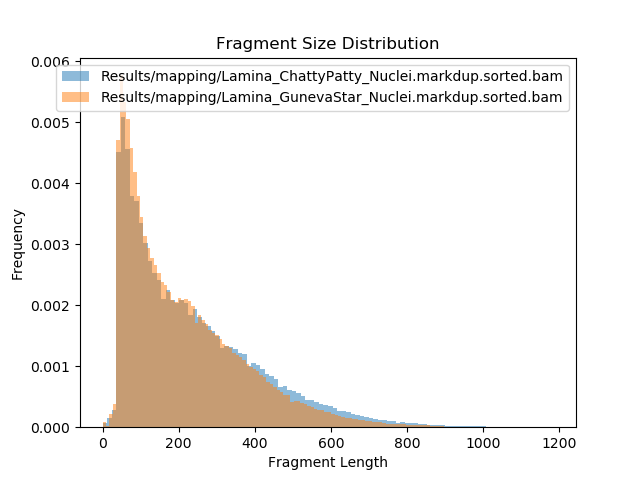 Fragment Size Distribution
Results/mapping/Lamina_ChattyPatty_Nuclei.markdup.sorted.bam
Results/mapping/Lamina_GunevaStar_Nuclei.markdup.sorted.bam
0.006
0.005
0.004
0.003
0.002
0.001
0.000
Frequency
0 200 400 600 800 1000 1200
Fragment Length